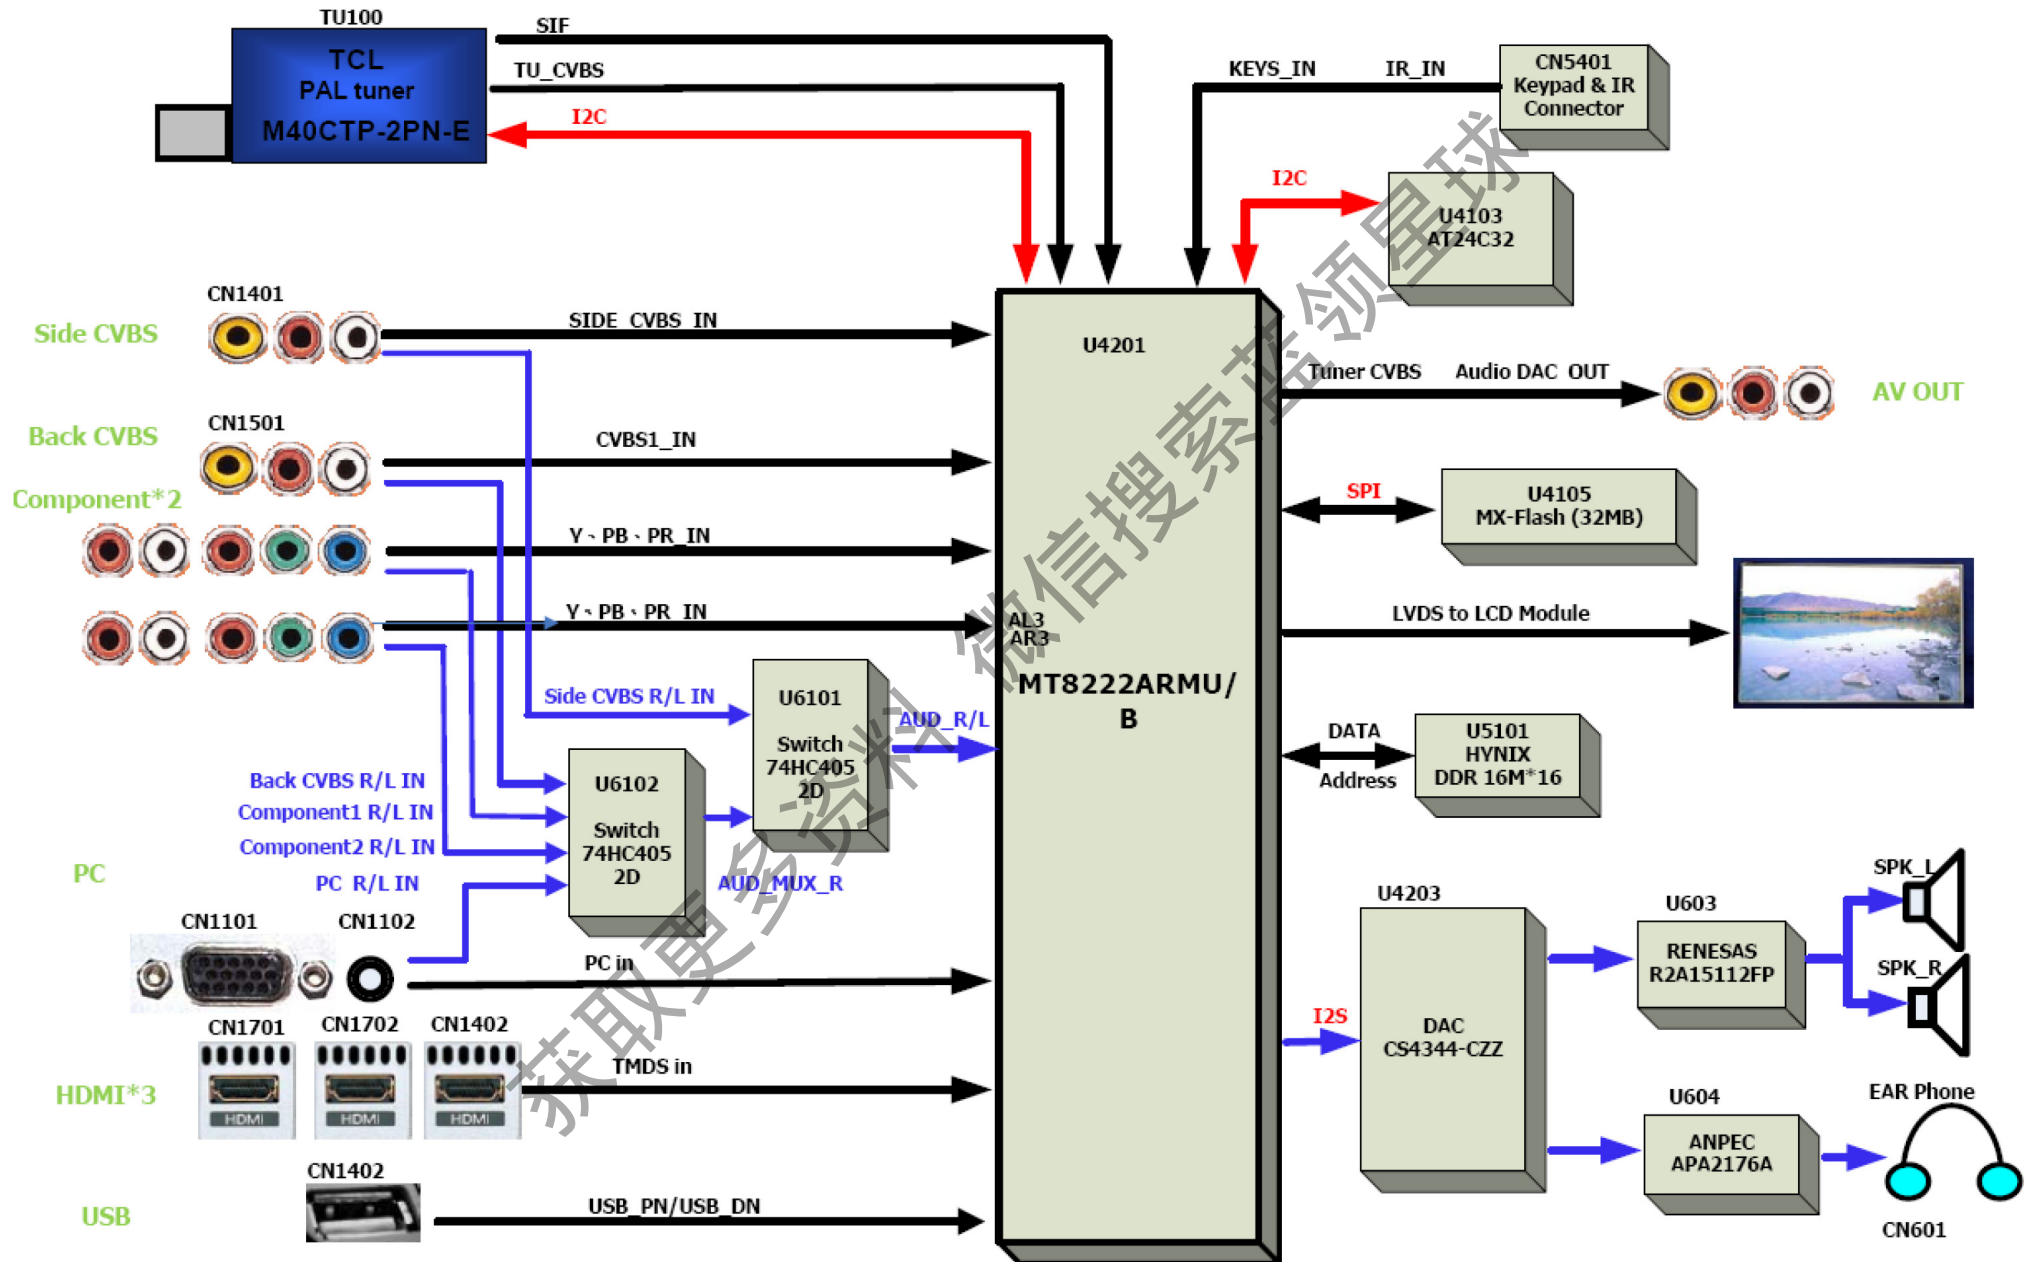 TU100
TCL
PAL tuner
M40CTP-2PN-E
SIF
TU_CVBS
I2C
KEYS_IN
IR_IN
CN5401
Keypad & IR
Connector
I2C
U4103
AT24C32
CN1401
Side CVBS
SIDE CVBS IN
U4201
Tuner CVBS
Audio DAC OUT
AV OUT
CN1501
Back CVBS
CVBS1_IN
Component*2
SPI
U4105
MX-Flash (32MB)
Y、PB、PR_IN
Y、PB、PR IN
AL3
AR3
LVDS to LCD Module
MT8222ARMU/
B
Side CVBS R/L IN
U6101
Switch
74HC405
2D
AUD_R/L
DATA
Address
U5101
HYNIX
DDR 16M*16
Back CVBS R/L IN
Component1 R/L IN
Component2 R/L IN
PC R/L IN
U6102
Switch
74HC405
2D
AUD_MUX_R
PC
CN1101
CN1102
PC in
U4203
DAC
CS4344-CZZ
I2S
U603
RENESAS
R2A15112FP
SPK_L
SPK_R
CN1701
CN1702
CN1402
HDMI*3
HDMI
HDMI
HDMI
TMDS in
U604
ANPEC
APA2176A
EAR Phone
CN601
CN1402
USB
USB_PN/USB_DN
获取更多资料 微信搜索蓝领星球